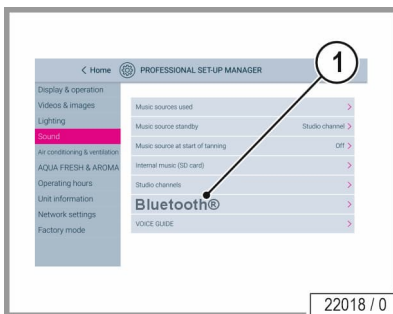 < Home PROFESSIONAL SET-UP MANAGER
1
Display & operation
Videos & images
Lighting
Sound
Air conditioning & ventilation
AQUA FRESH & AROMA
Operating hours
Unit information
Network settings
Factory mode
Music sources used >
Music source standby Studio channel >
Music source at start of tanning Off >
Internal music (SD card) >
Studio channels >
Bluetooth® >
VOICE GUIDE >
22018 / 0